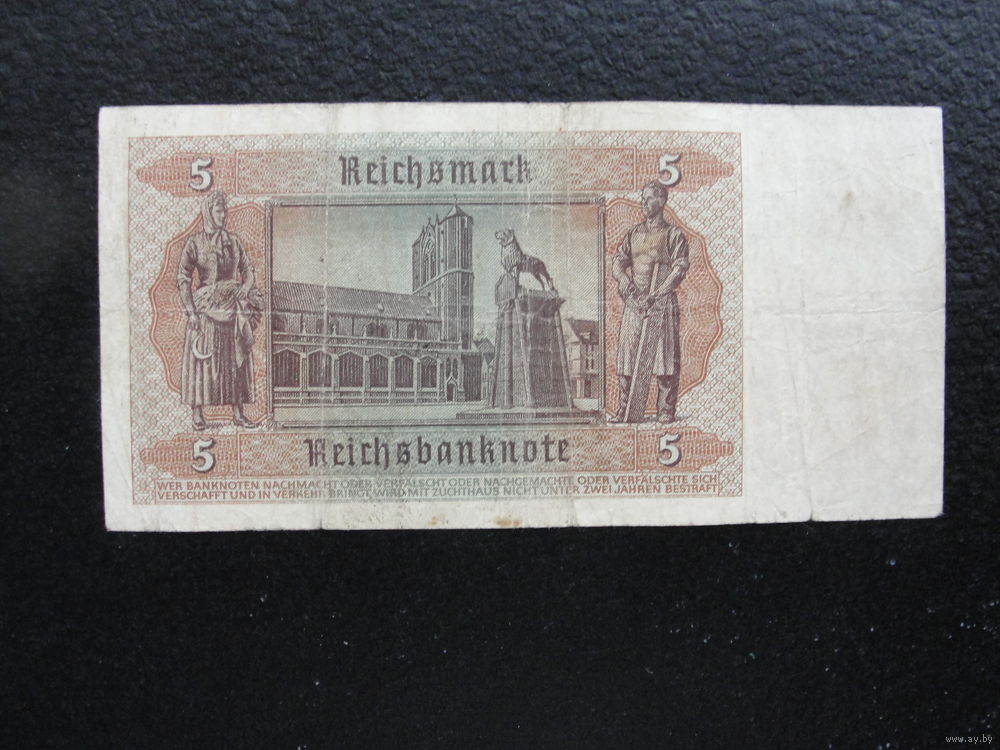 5 Reichsmark 5
5 Reichsbanknote 5
WER BANKNOTEN NACHMACHT ODER VERFÄLSCHT ODER NACHGEMACHTE ODER VERFÄLSCHTE SICH
VERSCHAFFT UND IN VERKEHR BRINGT, WIRD MIT ZUCHTHAUS NICHT UNTER ZWEI JAHREN BESTRAFT
www.ay.by